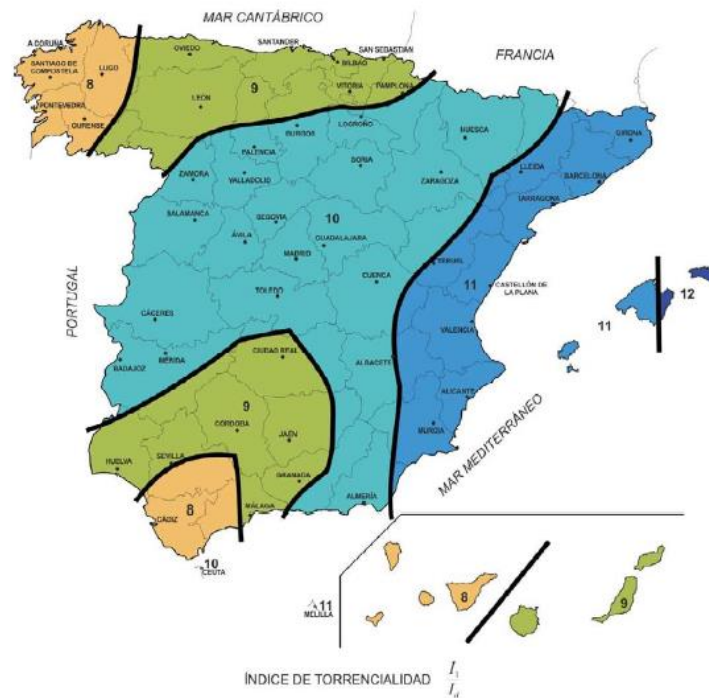 MAR CANTÁBRICO
A CORUÑA
OVIEDO
SANTANDER
SAN SEBASTIÁN
FRANCIA
SANTIAGO DE
COMPOSTELA
LUGO
8
BILBAO
9
LEÓN
VITORIA
PAMPLONA
PONTEVEDRA
OURENSE
LOGROÑO
BURGOS
HUESCA
GIRONA
PALENCIA
SORIA
LLEIDA
BARCELONA
ZAMORA
VALLADOLID
ZARAGOZA
TARRAGONA
SALAMANCA
SEGOVIA
10
ÁVILA
GUADALAJARA
MADRID
TERUEL
PORTUGAL
CUENCA
11
CASTELLÓN
DE LA
PLANA
12
TOLEDO
CÁCERES
VALENCIA
11
MÉRIDA
BADAJOZ
CIUDAD REAL
ALBACETE
ALICANTE
9
CÓRDOBA
JAÉN
MURCIA
MAR MEDITERRÁNEO
HUELVA
SEVILLA
GRANADA
8
CÁDIZ
MÁLAGA
ALMERÍA
10
CEUTA
11
MELILLA
8
9
ÍNDICE DE TORRENCIALIDAD I₁/I_d